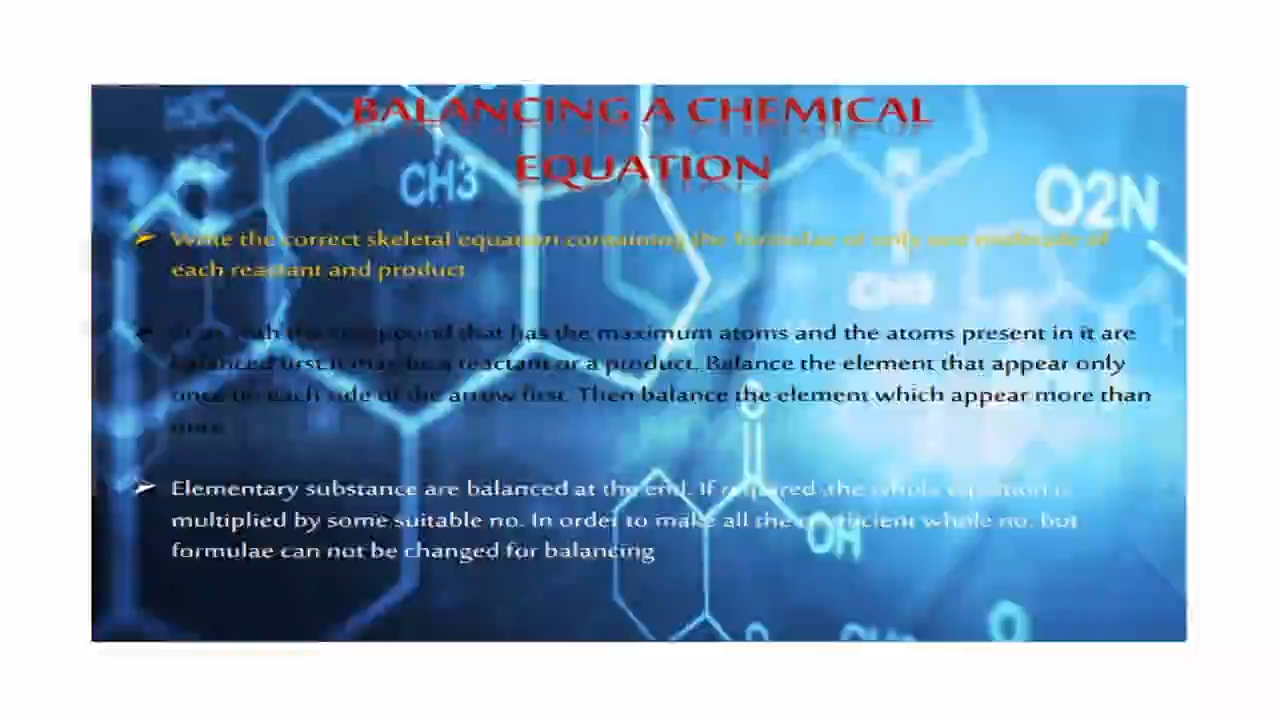 BALANCING A CHEMICAL
EQUATION
Write the correct skeletal equation containing the formulae of only one molecule of
each reactant and product
with the compound that has the maximum atoms and the atoms present in it are
balanced first.it may be a reactant or a product. Balance the element that appear only
once on each side of the arrow first. Then balance the element which appear more than
Elementary substance are balanced at the end. If required ,the whole equation is
multiplied by some suitable no. In order to make all the coefficient whole no. but
formulae can not be changed for balancing
H3C
CH3
O2N
N
CH3
O
OH
O
O